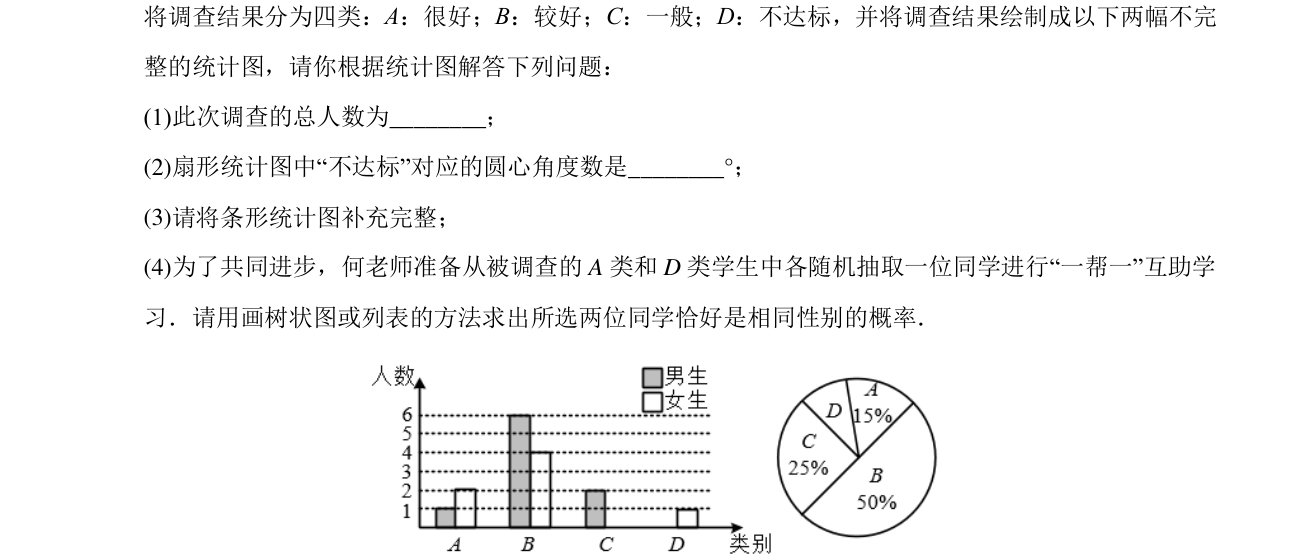 将调查结果分为四类：A：很好；B：较好；C：一般；D：不达标，并将调查结果绘制成以下两幅不完
整的统计图，请你根据统计图解答下列问题：
(1)此次调查的总人数为________；
(2)扇形统计图中“不达标”对应的圆心角度数是________°；
(3)请将条形统计图补充完整；
(4)为了共同进步，何老师准备从被调查的 A 类和 D 类学生中各随机抽取一位同学进行“一帮一”互助学
习．请用画树状图或列表的方法求出所选两位同学恰好是相同性别的概率．
人数
男生
女生
6
5
4
3
2
1
A B C D 类别
A
15%
D
C
25%
B
50%